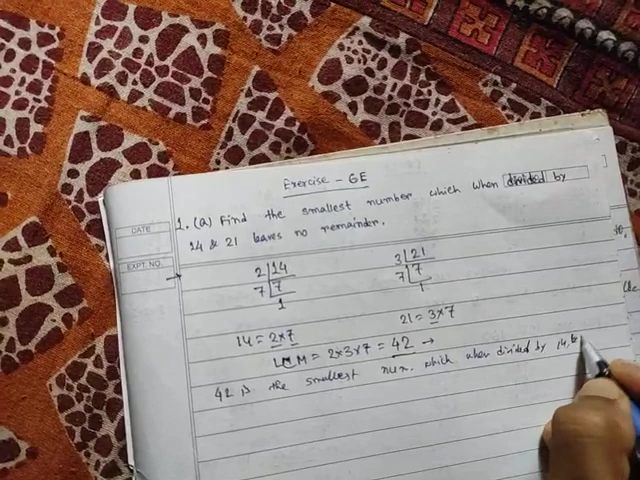 Exercise - 6E
DATE
EXPT. NO.
1. (a) Find the smallest number which when divided by
14 & 21 leaves no remainder.
2 | 14
7 | 7
1
3 | 21
7 | 7
1
14 = 2×7
21 = 3×7
LCM = 2×3×7 = 42 →
42 is the smallest num. which when divided by 14,